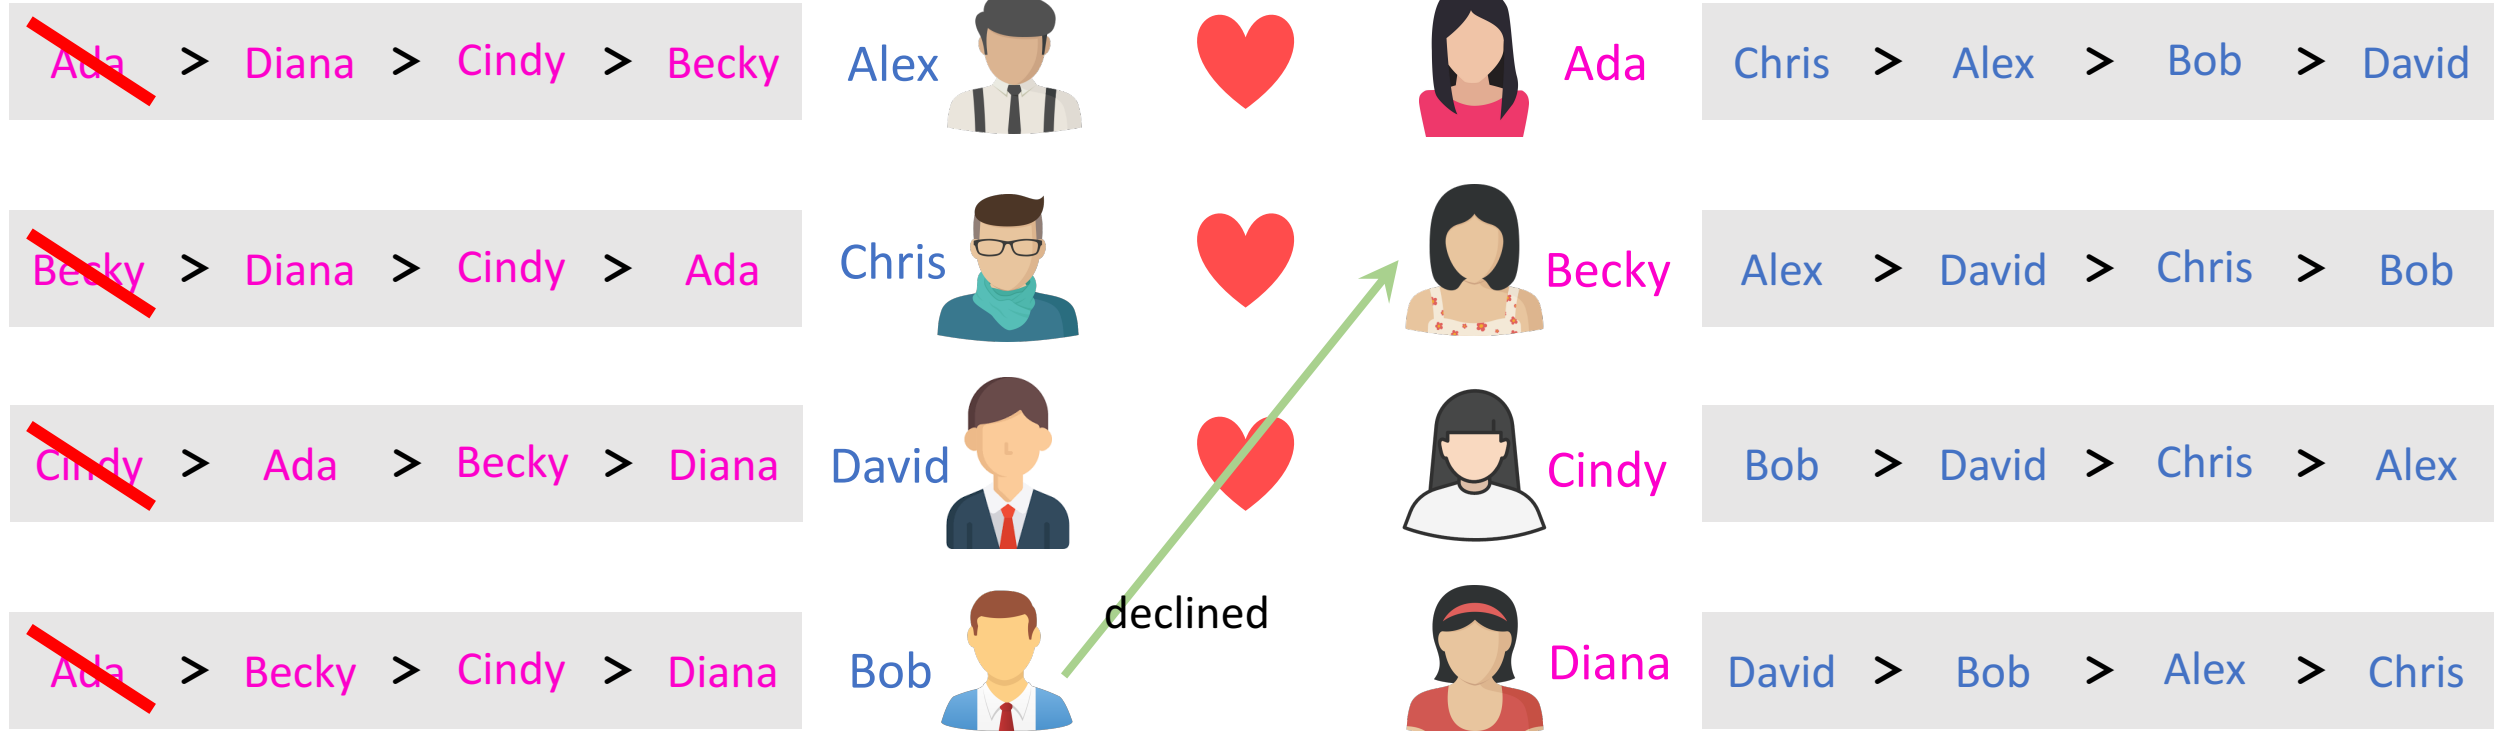 Ada > Diana > Cindy > Becky Alex Ada Chris > Alex > Bob > David
Becky > Diana > Cindy > Ada Chris Becky Alex > David > Chris > Bob
Cindy > Ada > Becky > Diana David Cindy Bob > David > Chris > Alex
declined
Ada > Becky > Cindy > Diana Bob Diana David > Bob > Alex > Chris